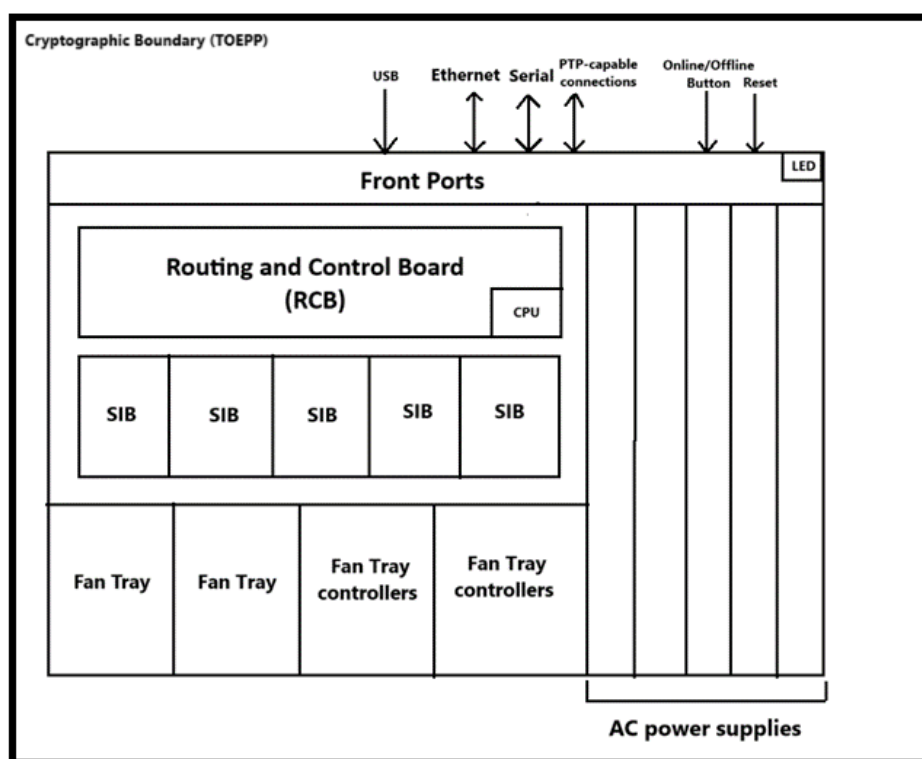 Cryptographic Boundary (TOEPP)
USB
Ethernet
Serial
PTP-capable
connections
Online/Offline
Button
Reset
LED
Front Ports
Routing and Control Board
(RCB)
CPU
SIB
SIB
SIB
SIB
SIB
Fan Tray
Fan Tray
Fan Tray
controllers
Fan Tray
controllers
AC power supplies